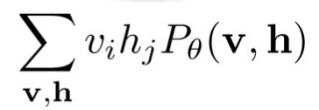 ∑_{𝐯,𝐡} v_i h_j P_θ(𝐯, 𝐡)